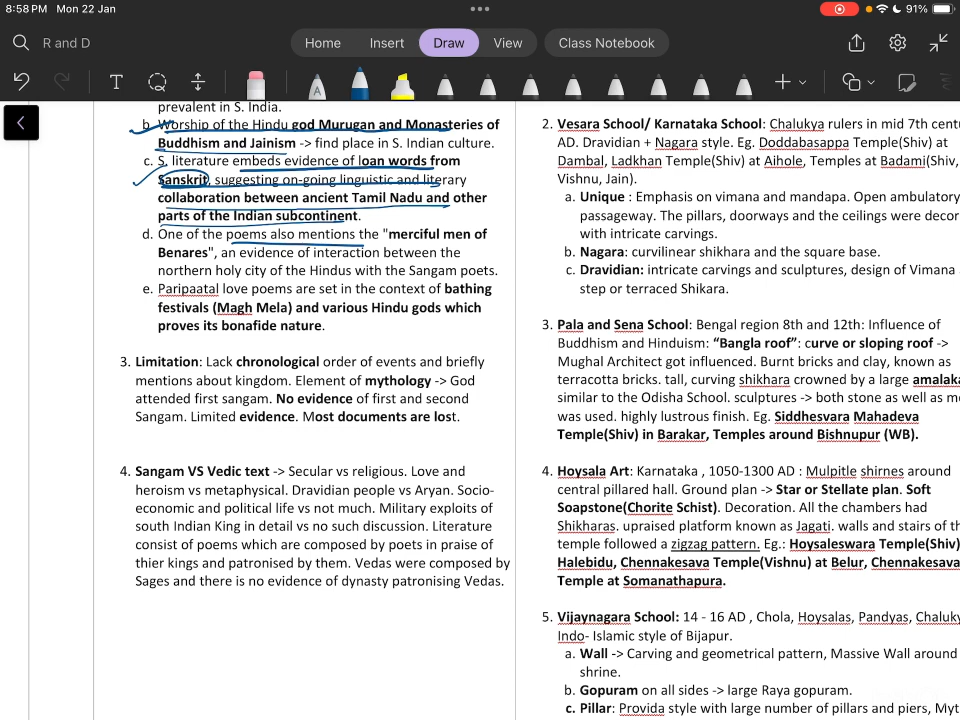 8:58 PM Mon 22 Jan
91%
R and D
Home Insert Draw View Class Notebook
prevalent in S. India.
b. Worship of the Hindu god Murugan and Monasteries of
Buddhism and Jainism -> find place in S. Indian culture.
c. S. literature embeds evidence of loan words from
Sanskrit, suggesting on-going linguistic and literary
collaboration between ancient Tamil Nadu and other
parts of the Indian subcontinent.
d. One of the poems also mentions the "merciful men of
Benares", an evidence of interaction between the
northern holy city of the Hindus with the Sangam poets.
e. Paripaatal love poems are set in the context of bathing
festivals (Magh Mela) and various Hindu gods which
proves its bonafide nature.
3. Limitation: Lack chronological order of events and briefly
mentions about kingdom. Element of mythology -> God
attended first sangam. No evidence of first and second
Sangam. Limited evidence. Most documents are lost.
4. Sangam VS Vedic text -> Secular vs religious. Love and
heroism vs metaphysical. Dravidian people vs Aryan. Socio-
economic and political life vs not much. Military exploits of
south Indian King in detail vs no such discussion. Literature
consist of poems which are composed by poets in praise of
thier kings and patronised by them. Vedas were composed by
Sages and there is no evidence of dynasty patronising Vedas.
2. Vesara School/ Karnataka School: Chalukya rulers in mid 7th
AD. Dravidian + Nagara style. Eg. Doddabasappa Temple(Shiv) at
Dambal, Ladkhan Temple(Shiv) at Aihole, Temples at Badami(Shiv,
Vishnu, Jain).
a. Unique : Emphasis on vimana and mandapa. Open ambulatory
passageway. The pillars, doorways and the ceilings were
with intricate carvings.
b. Nagara: curvilinear shikhara and the square base.
c. Dravidian: intricate carvings and sculptures, design of Vimana
step or terraced Shikara.
3. Pala and Sena School: Bengal region 8th and 12th: Influence of
Buddhism and Hinduism: “Bangla roof”: curve or sloping roof ->
Mughal Architect got influenced. Burnt bricks and clay, known as
terracotta bricks. tall, curving shikhara crowned by a large
similar to the Odisha School. sculptures -> both stone as well as
was used. highly lustrous finish. Eg. Siddhesvara Mahadeva
Temple(Shiv) in Barakar, Temples around Bishnupur (WB).
4. Hoysala Art: Karnataka , 1050-1300 AD : Mulpitle shirnes around
central pillared hall. Ground plan -> Star or Stellate plan. Soft
Soapstone(Chorite Schist). Decoration. All the chambers had
Shikharas. upraised platform known as Jagati. walls and stairs of
temple followed a zigzag pattern. Eg.: Hoysaleswara Temple(Shiv)
Halebidu, Chennakesava Temple(Vishnu) at Belur, Chennakesava
Temple at Somanathapura.
5. Vijaynagara School: 14 - 16 AD , Chola, Hoysalas, Pandyas,
Indo- Islamic style of Bijapur.
a. Wall -> Carving and geometrical pattern, Massive Wall around
shrine.
b. Gopuram on all sides -> large Raya gopuram.
c. Pillar: Provida style with large number of pillars and piers,